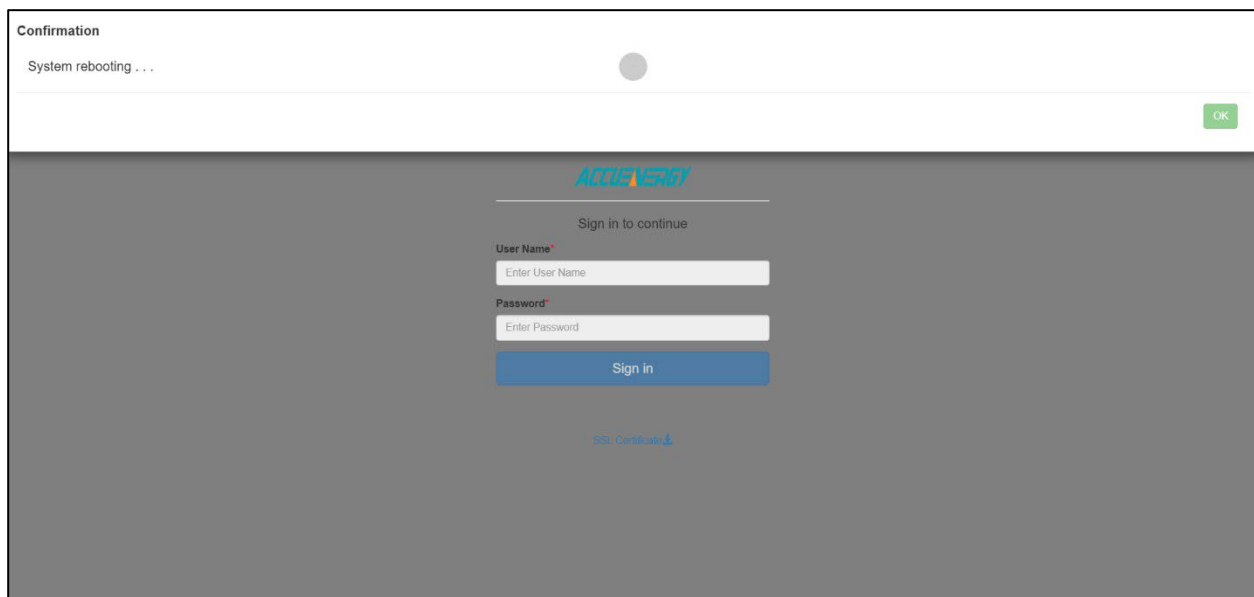 Confirmation
System rebooting . . .
OK
ACCUENERGY
Sign in to continue
User Name*
Enter User Name
Password*
Enter Password
Sign in
SSL Certificate